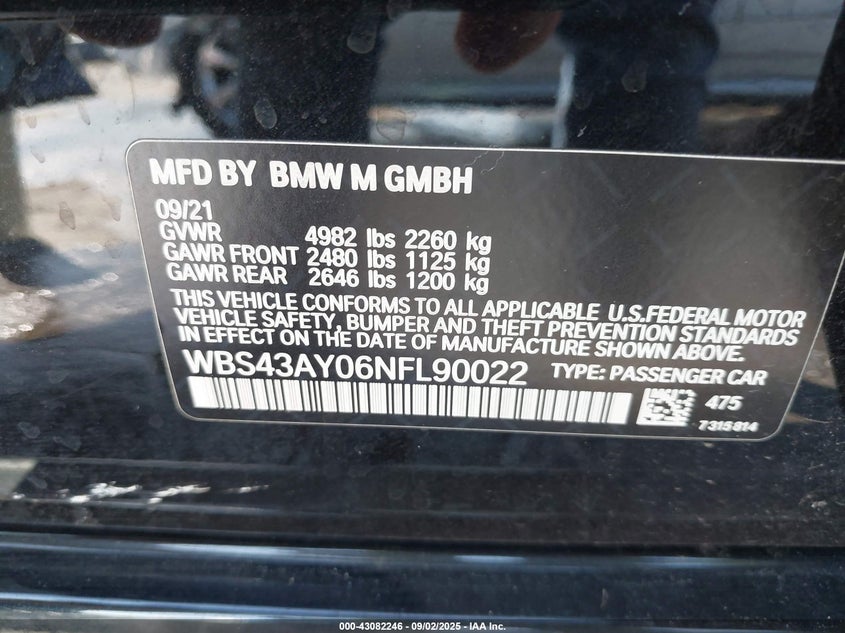 MFD BY BMW M GMBH
09/21
GVWR 4982 lbs 2260 kg
GAWR FRONT 2480 lbs 1125 kg
GAWR REAR 2646 lbs 1200 kg
THIS VEHICLE CONFORMS TO ALL APPLICABLE U.S.FEDERAL MOTOR
VEHICLE SAFETY, BUMPER AND THEFT PREVENTION STANDARDS
IN EFFECT ON THE DATE OF MANUFACTURE SHOWN ABOVE.
WBS43AY06NFL90022 TYPE: PASSENGER CAR
475
7315814
000-43082246 - 09/02/2025 - IAA Inc.